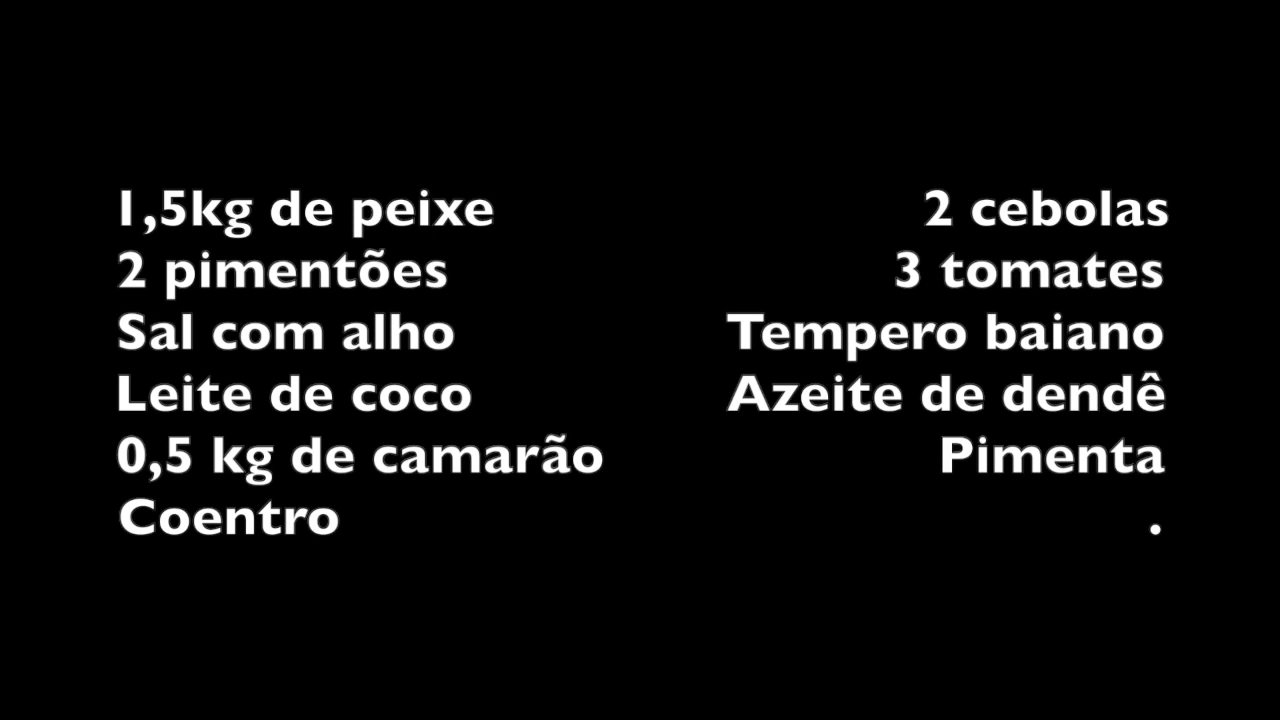 1,5kg de peixe 2 cebolas
2 pimentões 3 tomates
Sal com alho Tempero baiano
Leite de coco Azeite de dendê
0,5 kg de camarão Pimenta
Coentro .